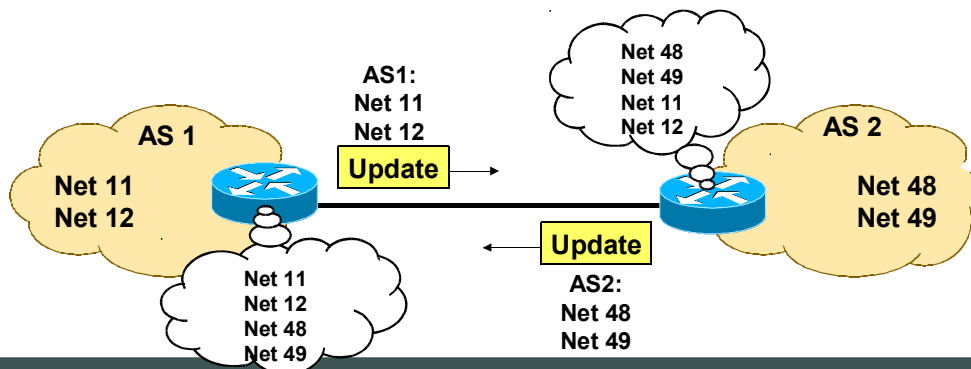 AS 1
Net 11
Net 12
AS1:
Net 11
Net 12
Update
Net 48
Net 49
Net 11
Net 12
AS 2
Net 48
Net 49
Update
AS2:
Net 48
Net 49
Net 11
Net 12
Net 48
Net 49